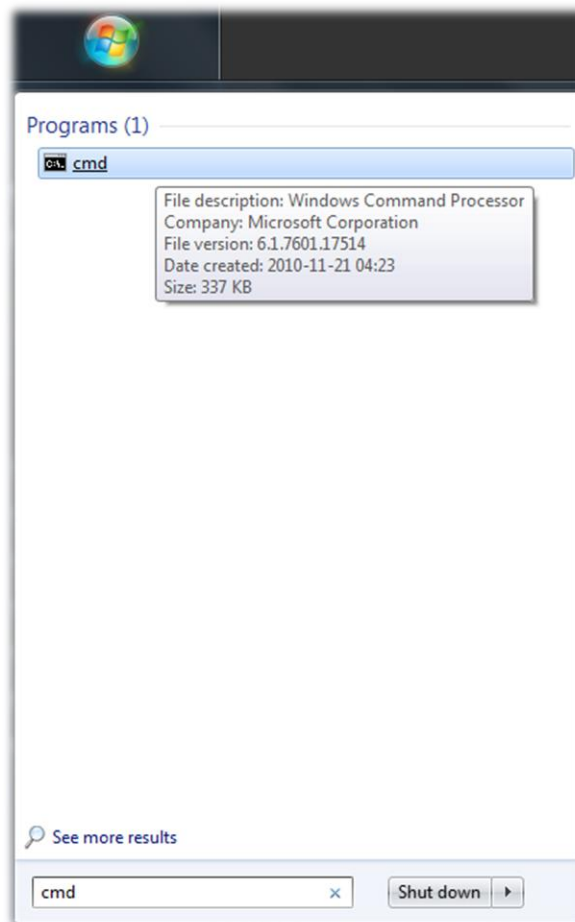 Programs (1)
cmd
File description: Windows Command Processor
Company: Microsoft Corporation
File version: 6.1.7601.17514
Date created: 2010-11-21 04:23
Size: 337 KB
See more results
cmd
Shut down